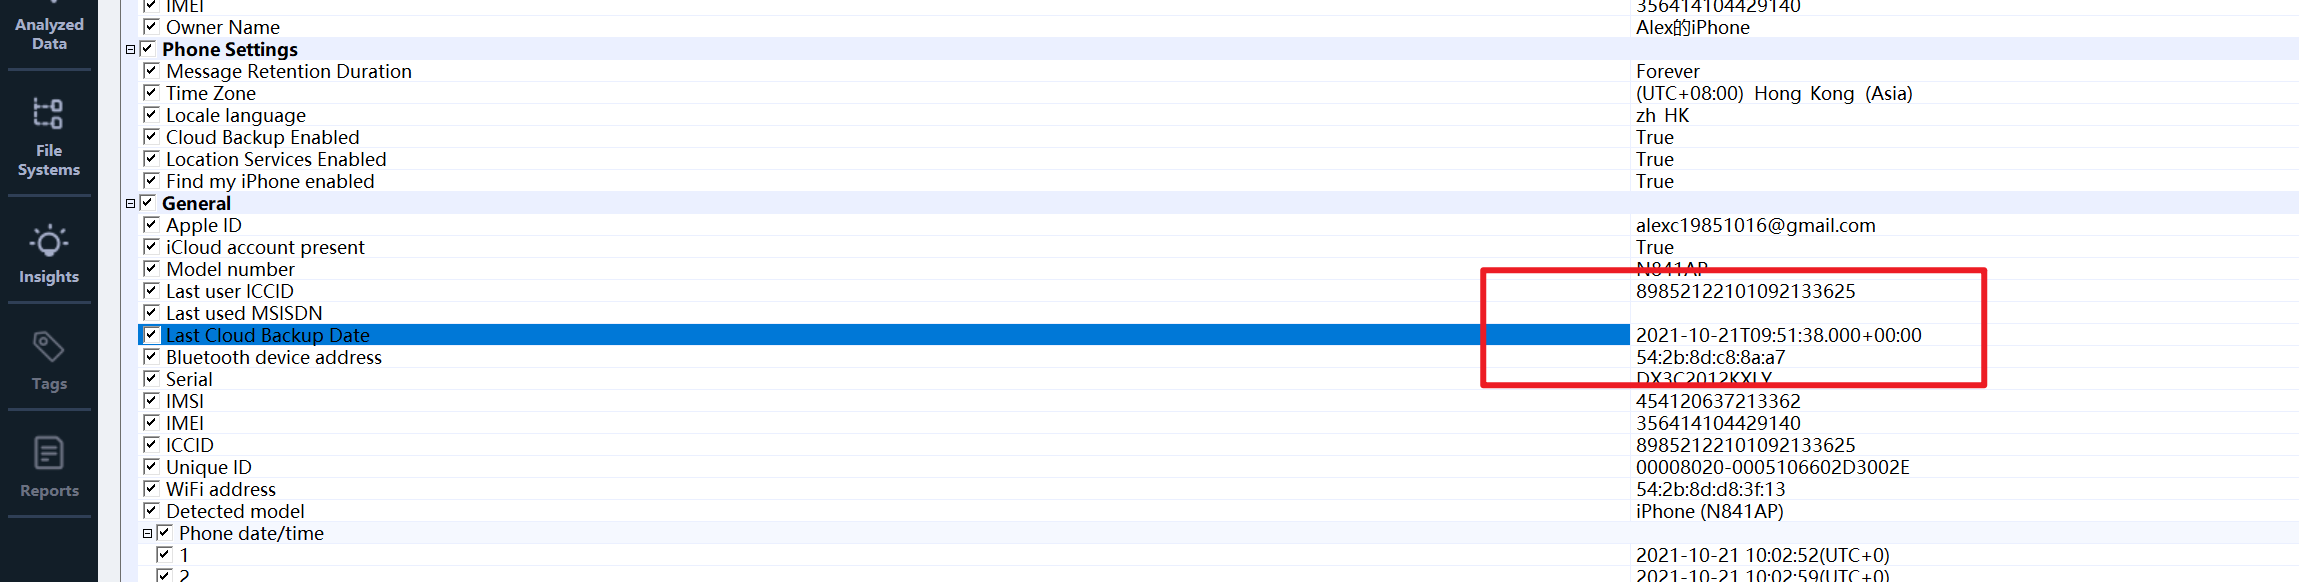 Analyzed
Data
File
Systems
Insights
Tags
Reports
IMEI 356414104429140
Owner Name Alex的iPhone
Phone Settings
Message Retention Duration Forever
Time Zone (UTC+08:00) Hong Kong (Asia)
Locale language zh HK
Cloud Backup Enabled True
Location Services Enabled True
Find my iPhone enabled True
General
Apple ID alexc19851016@gmail.com
iCloud account present True
Model number N841AP
Last user ICCID 89852122101092133625
Last used MSISDN
Last Cloud Backup Date 2021-10-21T09:51:38.000+00:00
Bluetooth device address 54:2b:8d:c8:8a:a7
Serial DX3C2012KXLY
IMSI 454120637213362
IMEI 356414104429140
ICCID 89852122101092133625
Unique ID 00008020-0005106602D3002E
WiFi address 54:2b:8d:d8:3f:13
Detected model iPhone (N841AP)
Phone date/time
1 2021-10-21 10:02:52(UTC+0)
2 2021-10-21 10:02:59(UTC+0)